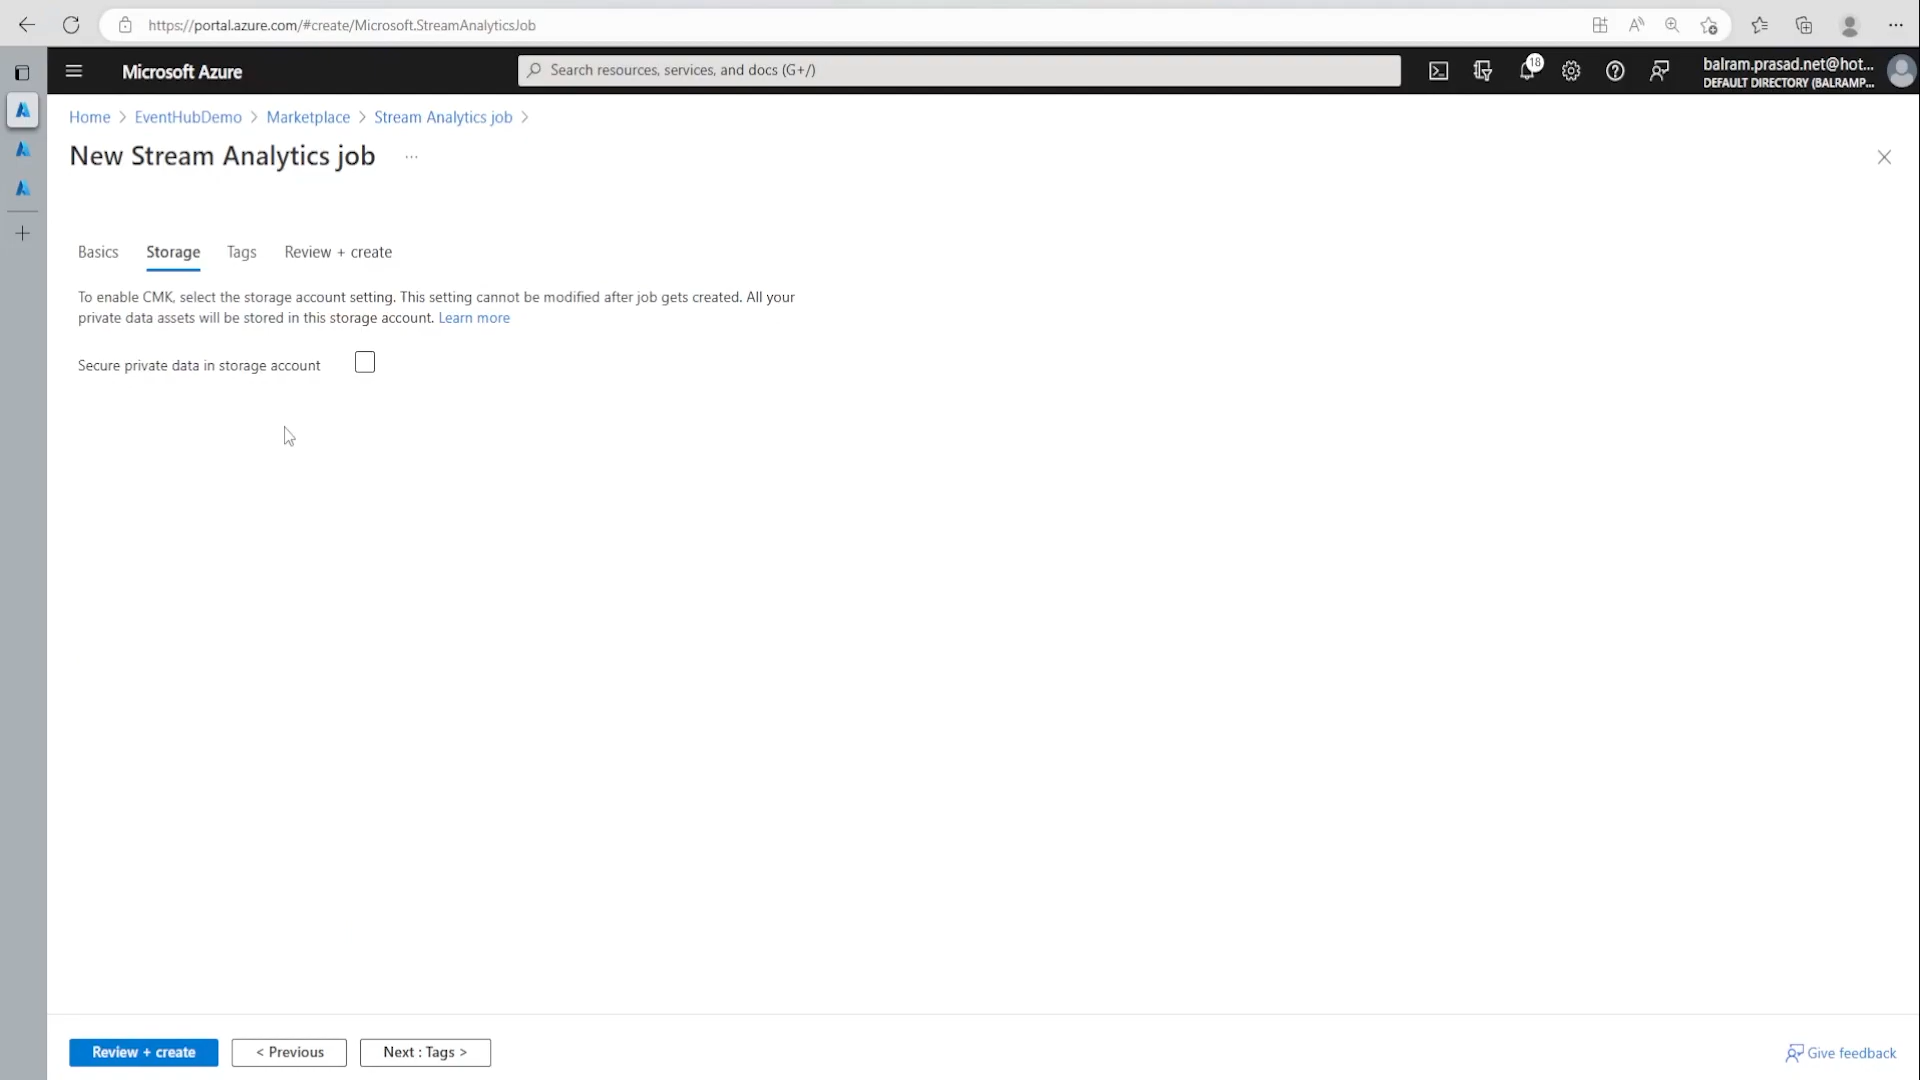 https://portal.azure.com/#create/Microsoft.StreamAnalyticsJob
Microsoft Azure
Search resources, services, and docs (G+/)
18
balram.prasad.net@hot...
DEFAULT DIRECTORY (BALRAMP...
Home > EventHubDemo > Marketplace > Stream Analytics job >
New Stream Analytics job ...
Basics Storage Tags Review + create
To enable CMK, select the storage account setting. This setting cannot be modified after job gets created. All your
private data assets will be stored in this storage account. Learn more
Secure private data in storage account
Review + create < Previous Next : Tags > Give feedback